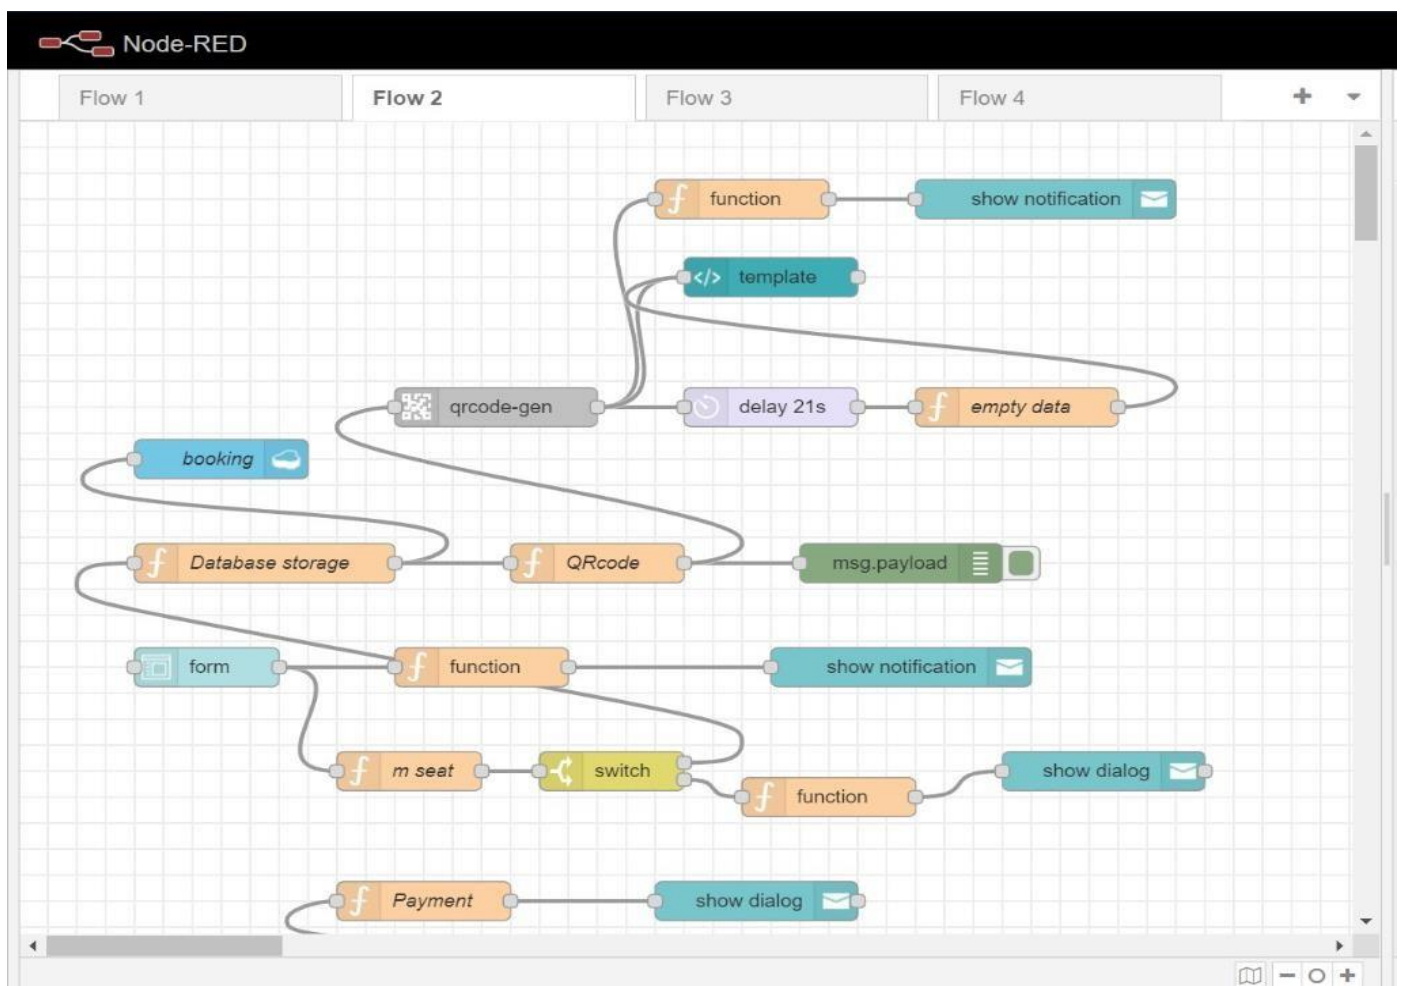 Node-RED
Flow 1
Flow 2
Flow 3
Flow 4
function
show notification
</> template
qrcode-gen
delay 21s
empty data
booking
Database storage
QRcode
msg.payload
form
function
show notification
m seat
switch
function
show dialog
Payment
show dialog